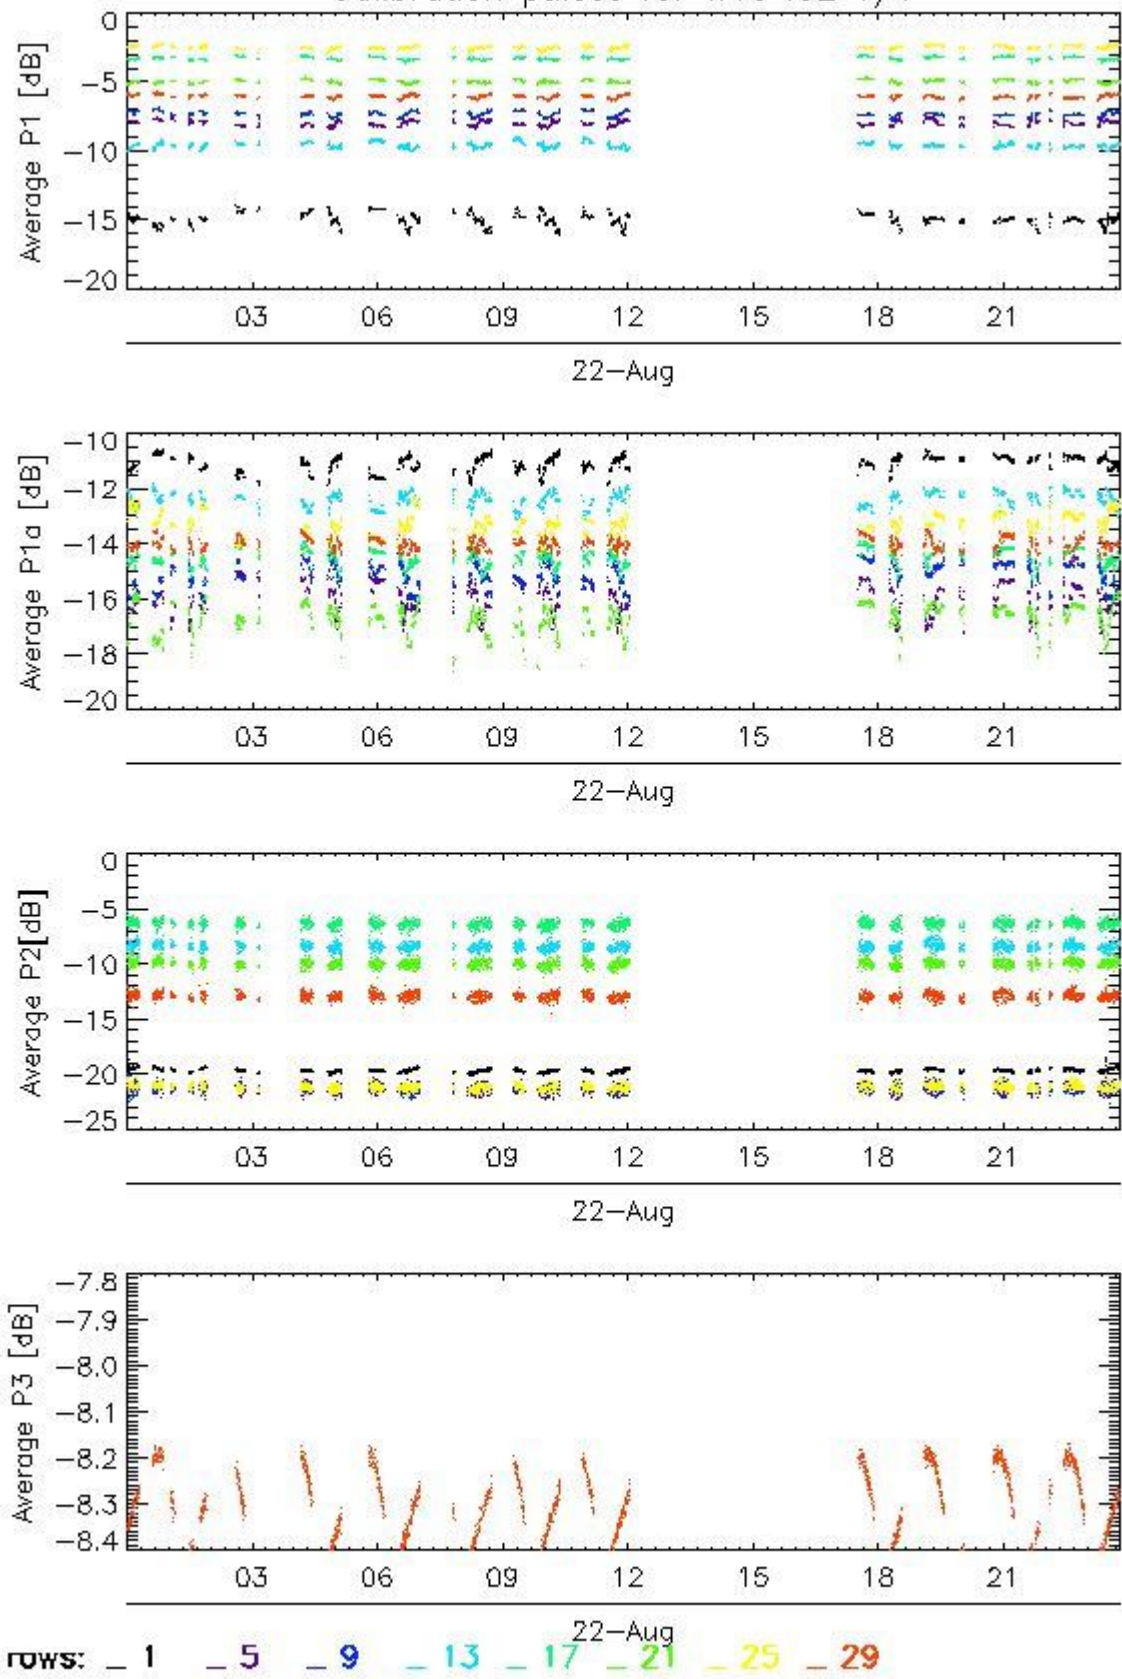 0
Average P1 [dB]
−5
−10
−15
−20
03 06 09 12 15 18 21
22−Aug
−10
Average P1a [dB]
−12
−14
−16
−18
−20
03 06 09 12 15 18 21
22−Aug
0
Average P2[dB]
−5
−10
−15
−20
−25
03 06 09 12 15 18 21
22−Aug
−7.8
Average P3 [dB]
−7.9
−8.0
−8.1
−8.2
−8.3
−8.4
03 06 09 12 15 18 21
22−Aug
rows: _ 1 _ 5 _ 9 _ 13 _ 17 _ 21 _ 25 _ 29